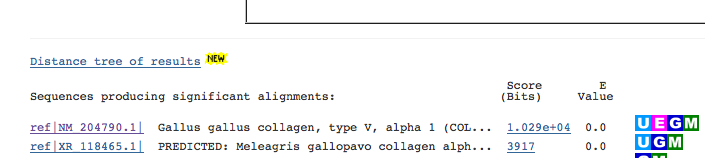 Distance tree of results NEW
Score E
Sequences producing significant alignments: (Bits) Value
ref|NM_204790.1| Gallus gallus collagen, type V, alpha 1 (COL... 1.029e+04 0.0 UEGM
ref|XR_118465.1| PREDICTED: Meleagris gallopavo collagen alph... 3917 0.0 UGM